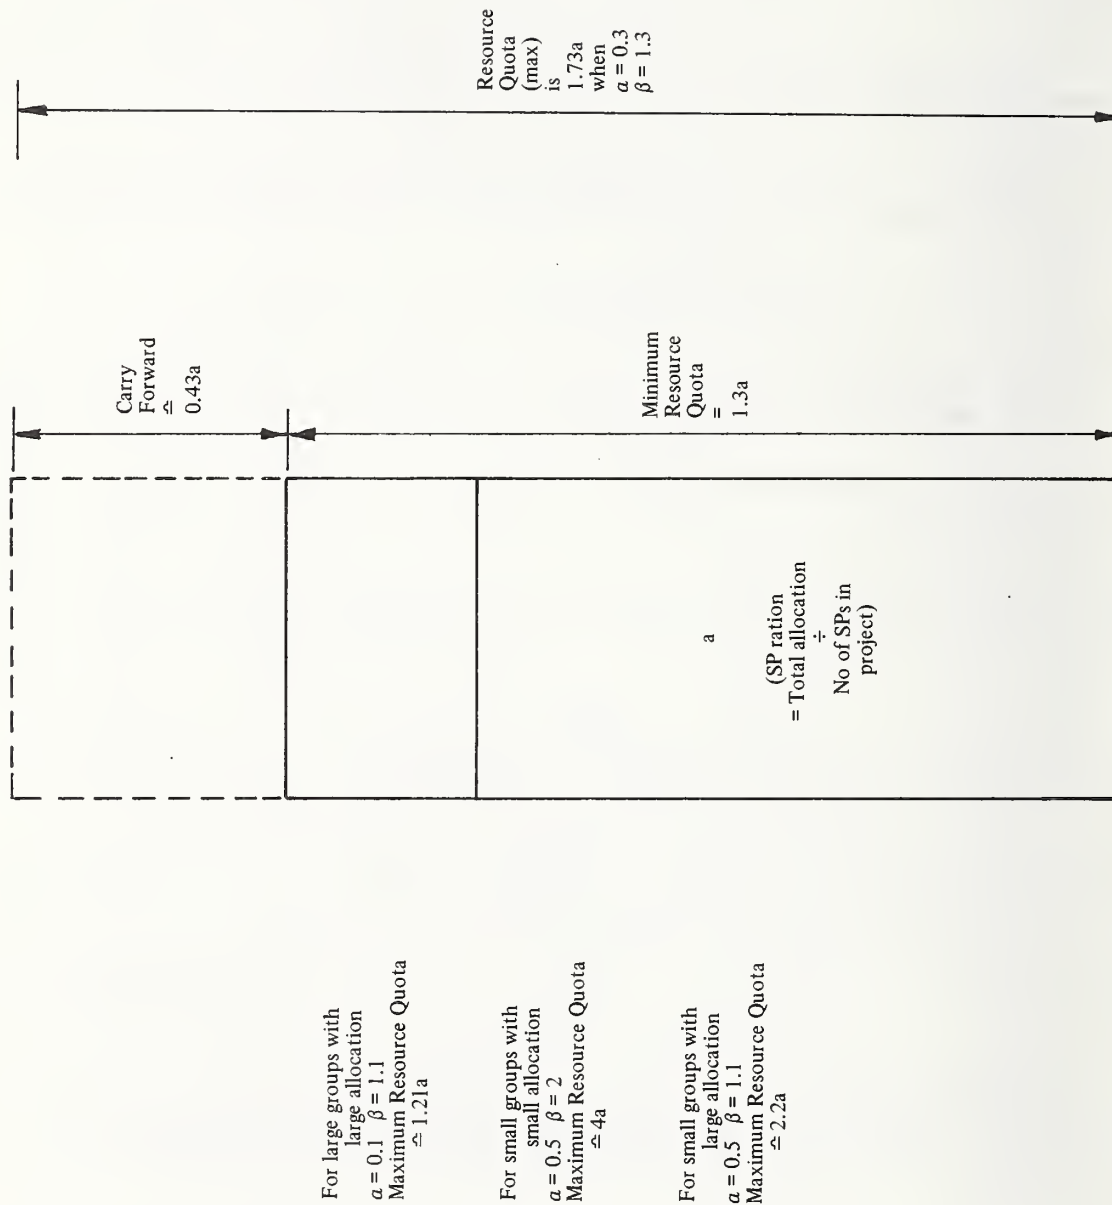 Resource
Quota
(max)
is
1.73a
when
α = 0.3
β = 1.3
Carry
Forward
≏
0.43a
Minimum
Resource
Quota
=
1.3a
a
(SP ration
= Total allocation
÷
No of SPs in
project)
For large groups with
large allocation
α = 0.1 β = 1.1
Maximum Resource Quota
≏ 1.21a
For small groups with
small allocation
α = 0.5 β = 2
Maximum Resource Quota
≏ 4a
For small groups with
large allocation
α = 0.5 β = 1.1
Maximum Resource Quota
≏ 2.2a